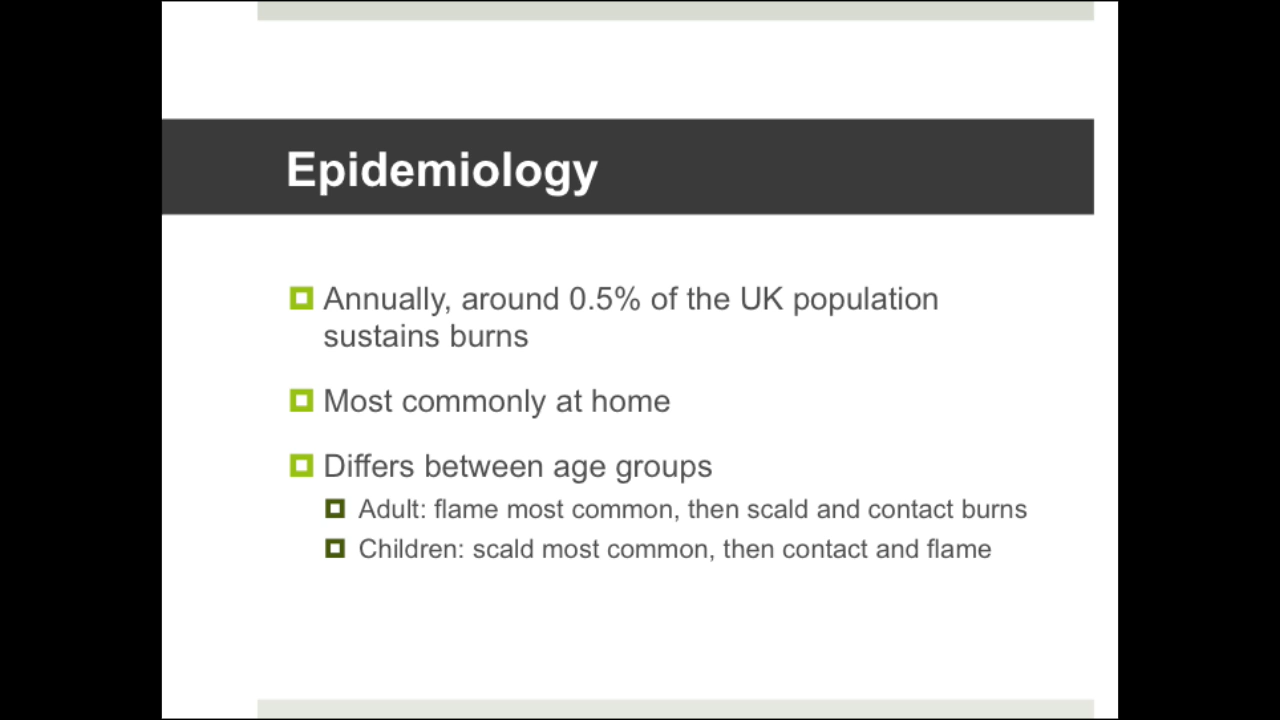 Epidemiology
Annually, around 0.5% of the UK population
sustains burns
Most commonly at home
Differs between age groups
Adult: flame most common, then scald and contact burns
Children: scald most common, then contact and flame